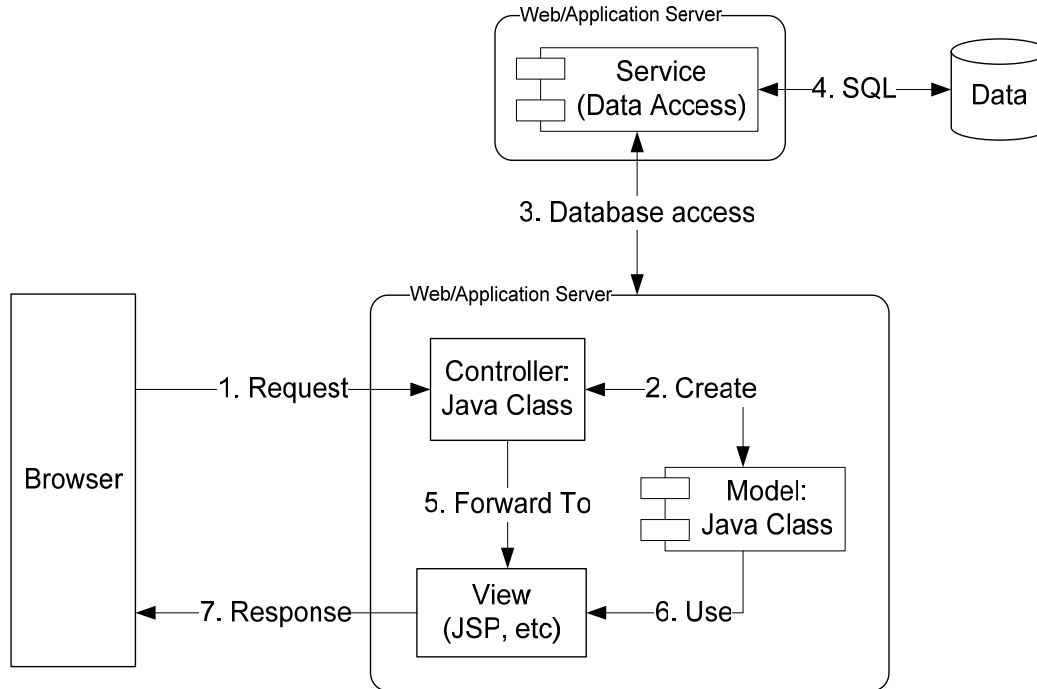 Web/Application Server
Service
(Data Access)
4. SQL
Data
3. Database access
Web/Application Server
Controller:
Java Class
1. Request
2. Create
Browser
5. Forward To
Model:
Java Class
View
(JSP, etc)
6. Use
7. Response